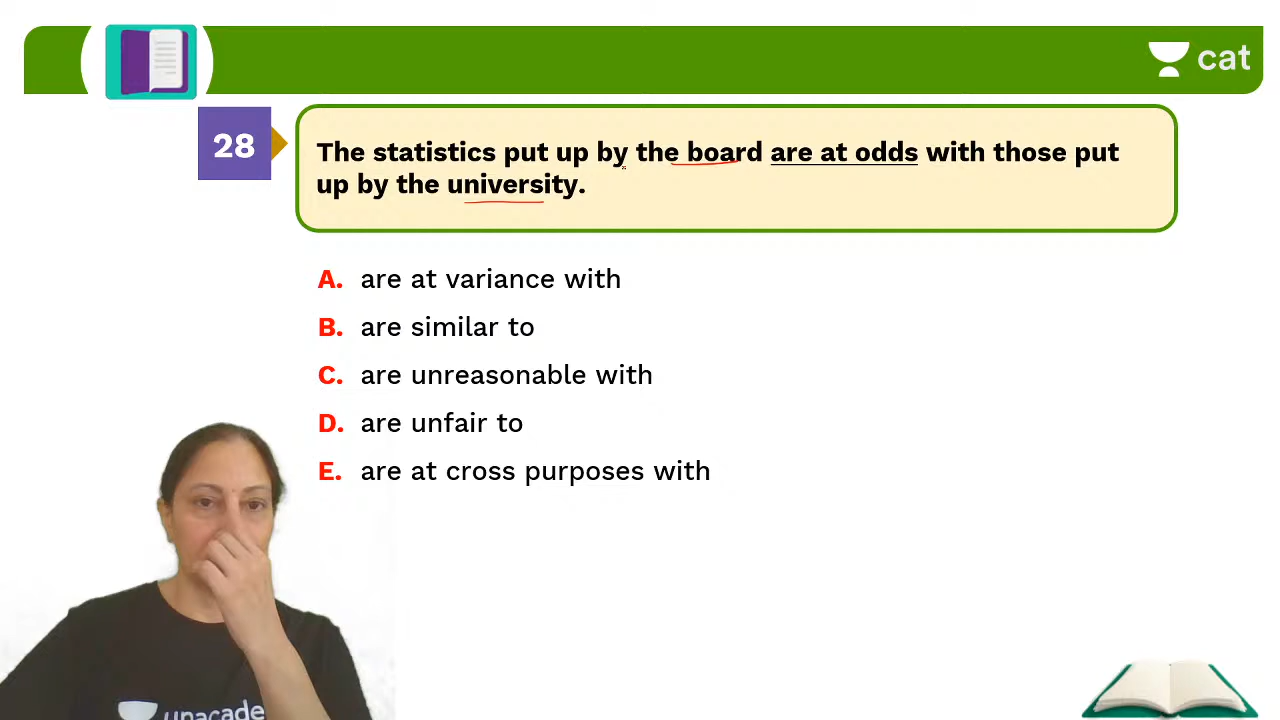 cat
28
The statistics put up by the board are at odds with those put
up by the university.
A. are at variance with
B. are similar to
C. are unreasonable with
D. are unfair to
E. are at cross purposes with